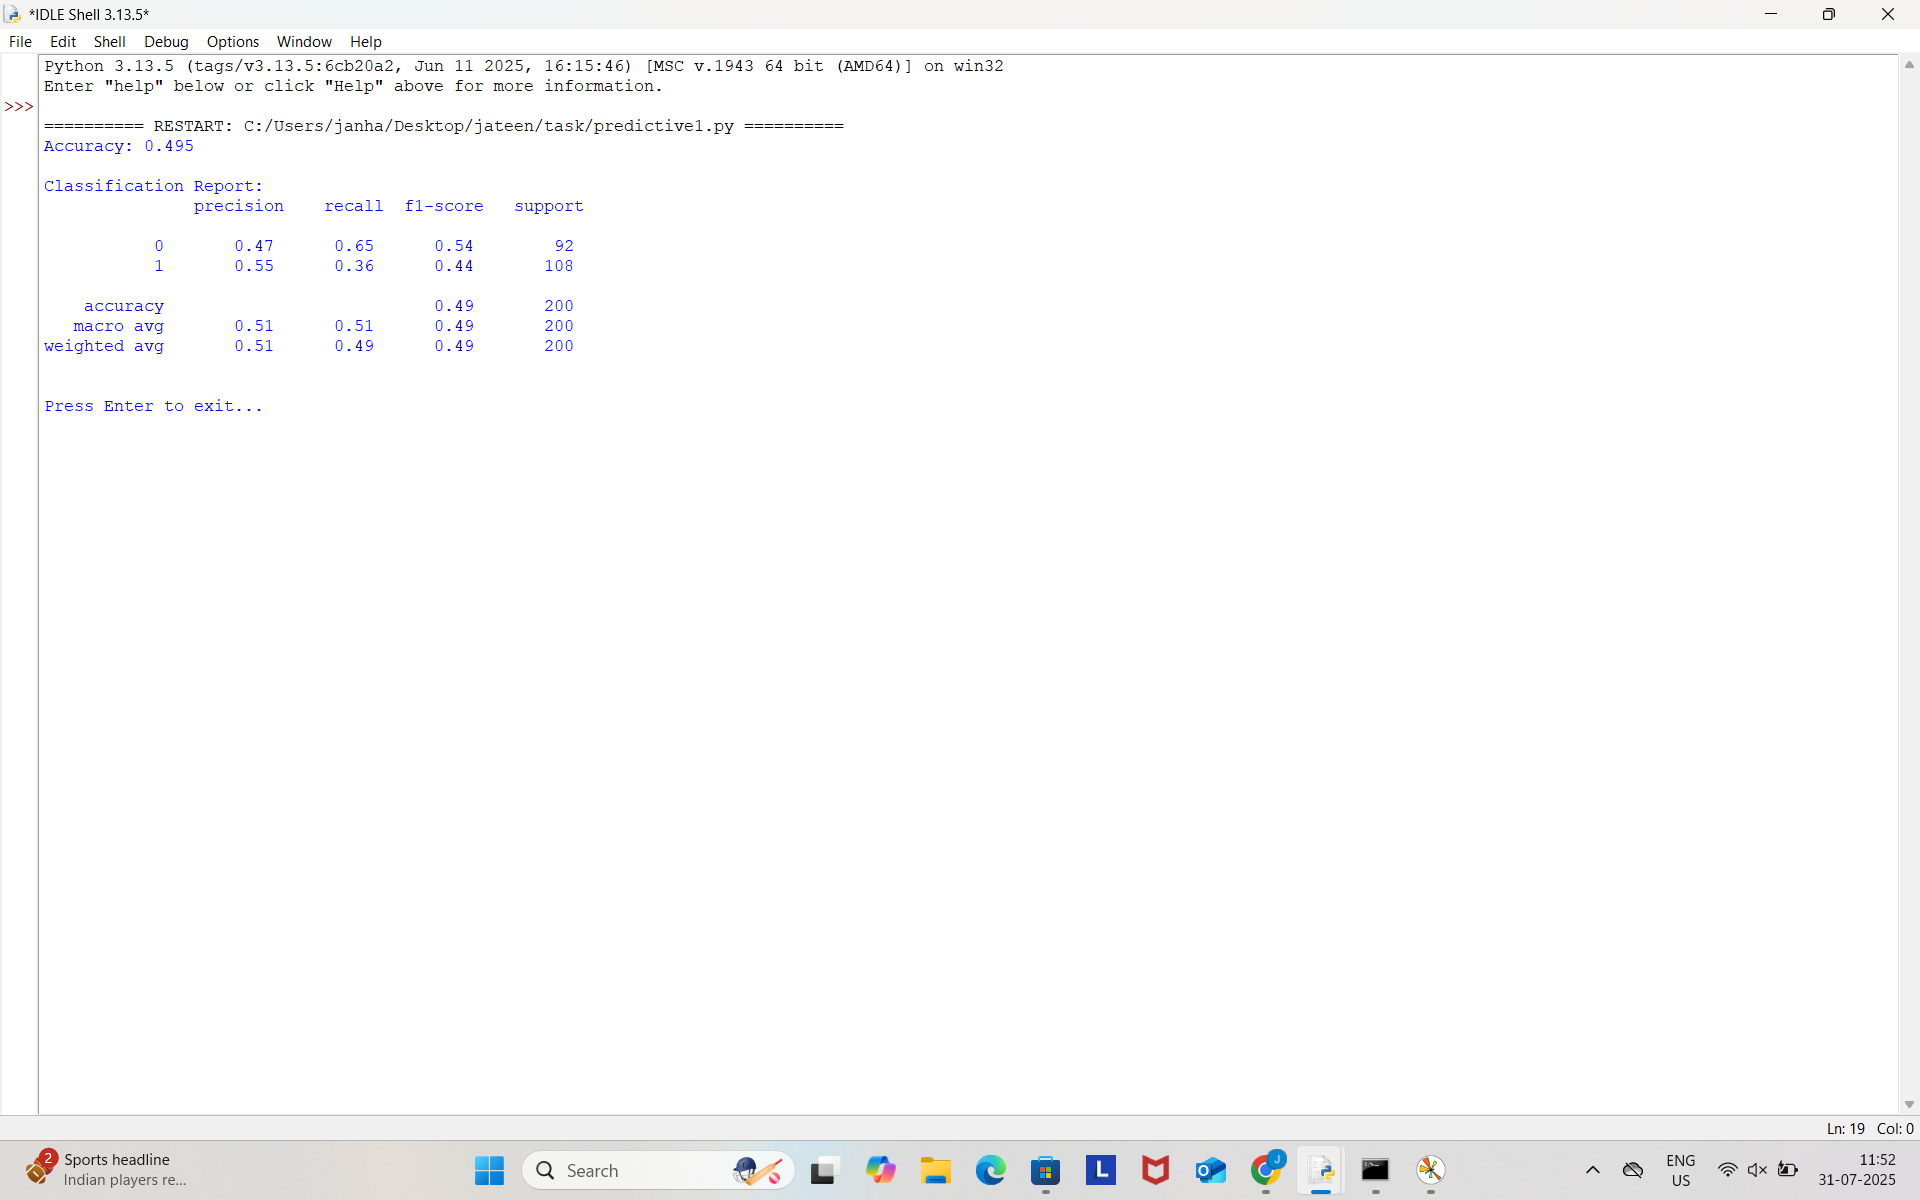 *IDLE Shell 3.13.5*
File Edit Shell Debug Options Window Help
Python 3.13.5 (tags/v3.13.5:6cb20a2, Jun 11 2025, 16:15:46) [MSC v.1943 64 bit (AMD64)] on win32
Enter "help" below or click "Help" above for more information.
>>>
========== RESTART: C:/Users/janha/Desktop/jateen/task/predictive1.py ==========
Accuracy: 0.495
Classification Report:
precision recall f1-score support
0 0.47 0.65 0.54 92
1 0.55 0.36 0.44 108
accuracy 0.49 200
macro avg 0.51 0.51 0.49 200
weighted avg 0.51 0.49 0.49 200
Press Enter to exit...
Ln: 19 Col: 0
2
Sports headline
Indian players re...
Search
L
J
ENG
US
11:52
31-07-2025